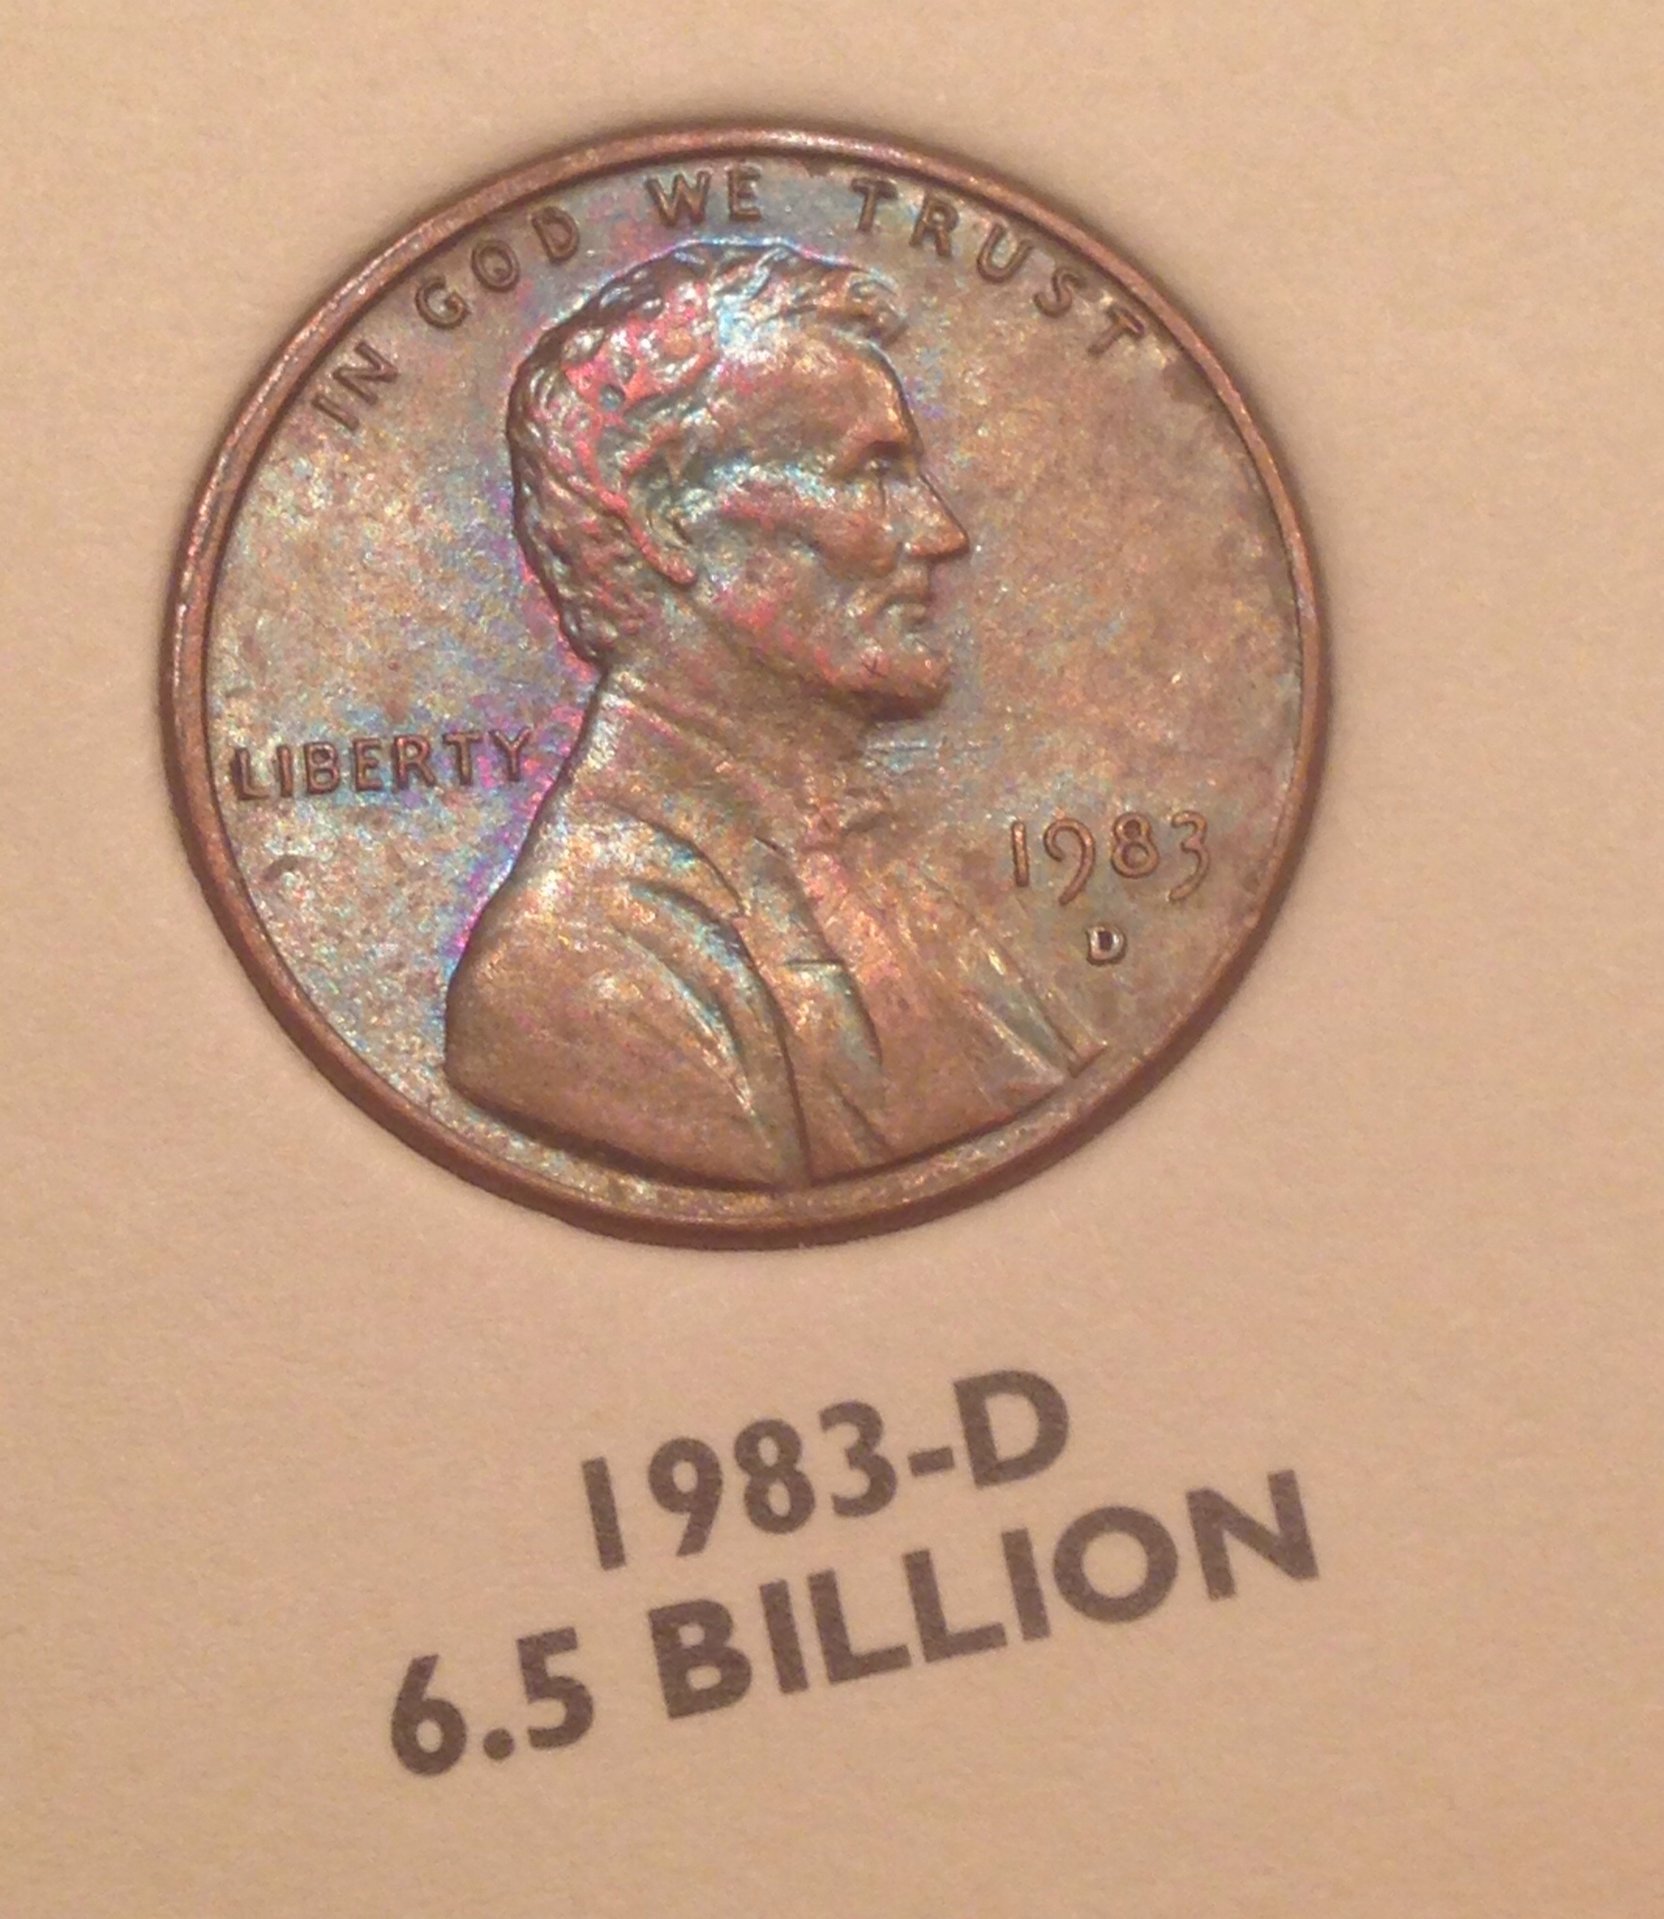 IN GOD WE TRUST
LIBERTY
1983
D
1983-D
6.5 BILLION